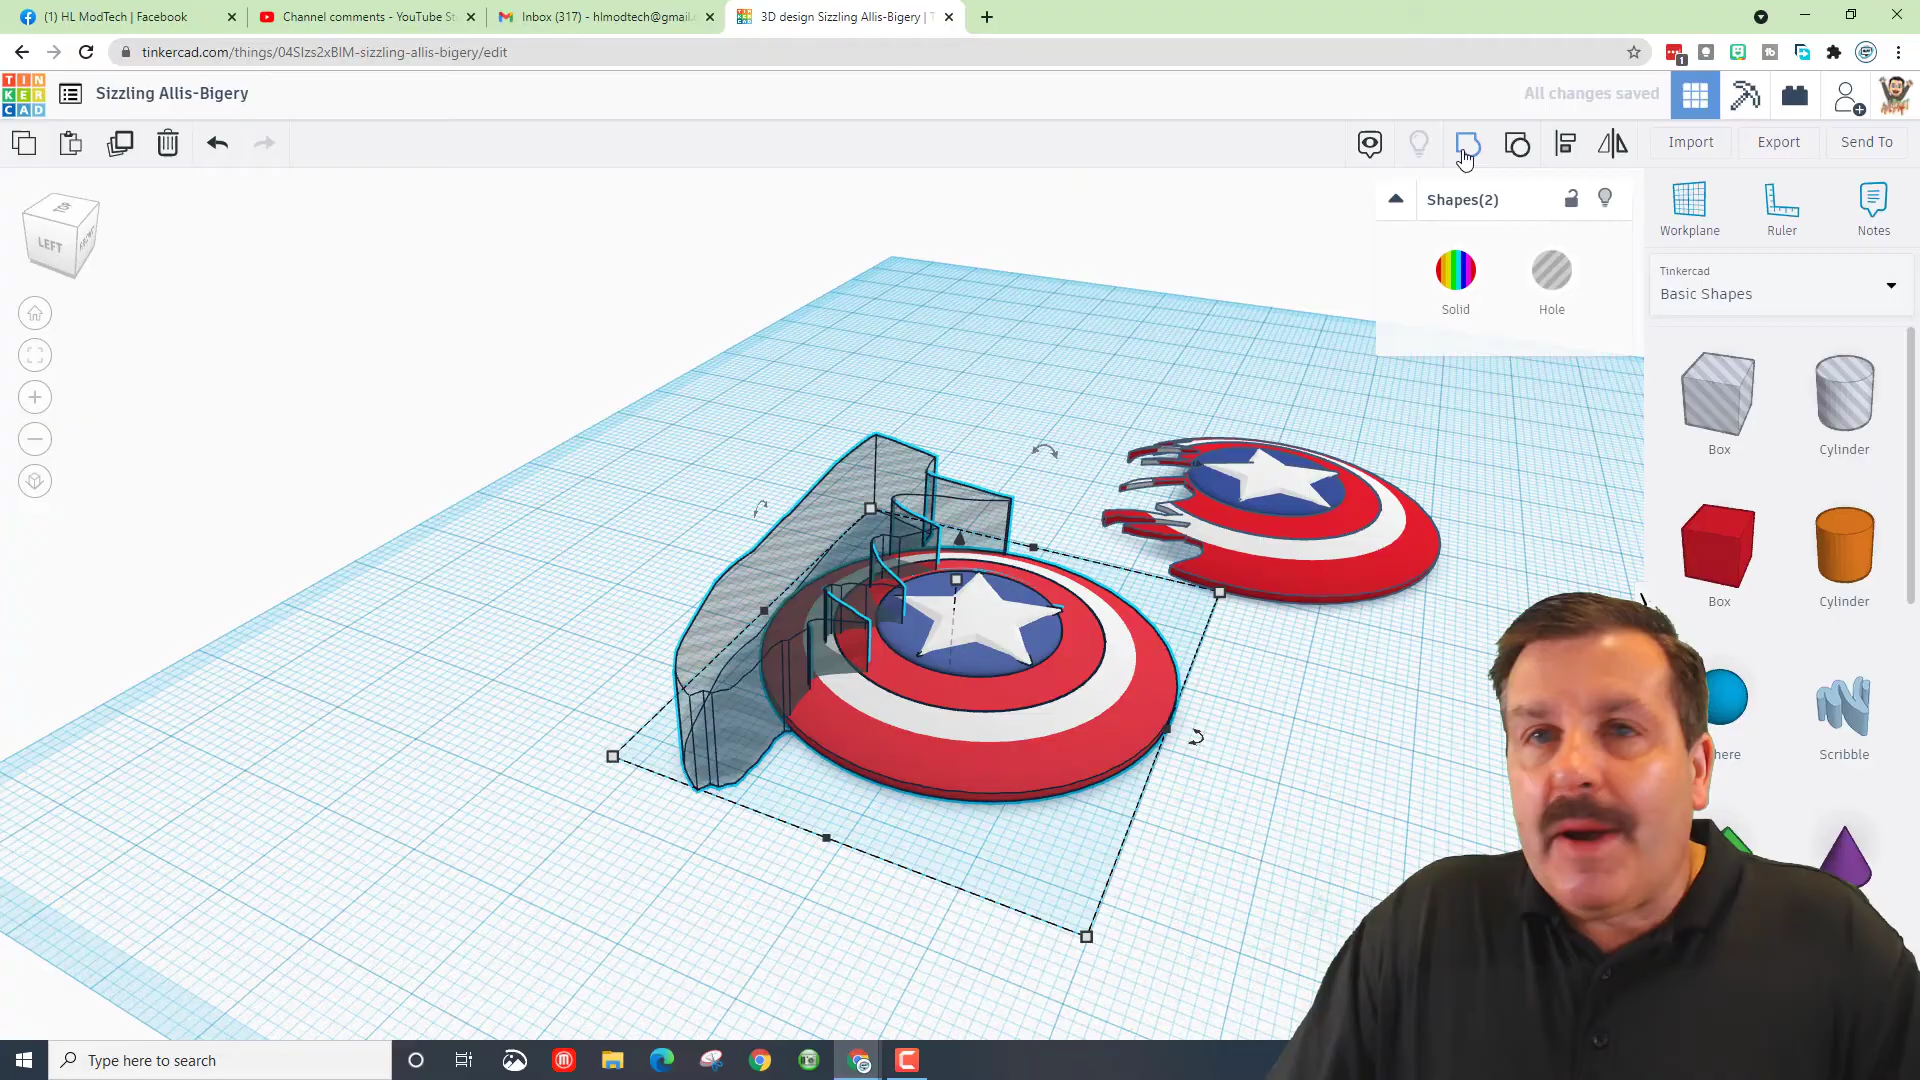 (1) HL ModTech | Facebook
Channel comments - YouTube St
Inbox (317) - hlmodtech@gmail.
3D design Sizzling Allis-Bigery | T
tinkercad.com/things/04SIzs2xBIM-sizzling-allis-bigery/edit
1
TIN
KER
CAD
Sizzling Allis-Bigery
All changes saved
Import
Export
Send To
TOP
LEFT
FRONT
Shapes(2)
Solid
Hole
Workplane
Ruler
Notes
Tinkercad
Basic Shapes
Box
Cylinder
Box
Cylinder
here
Scribble
Type here to search